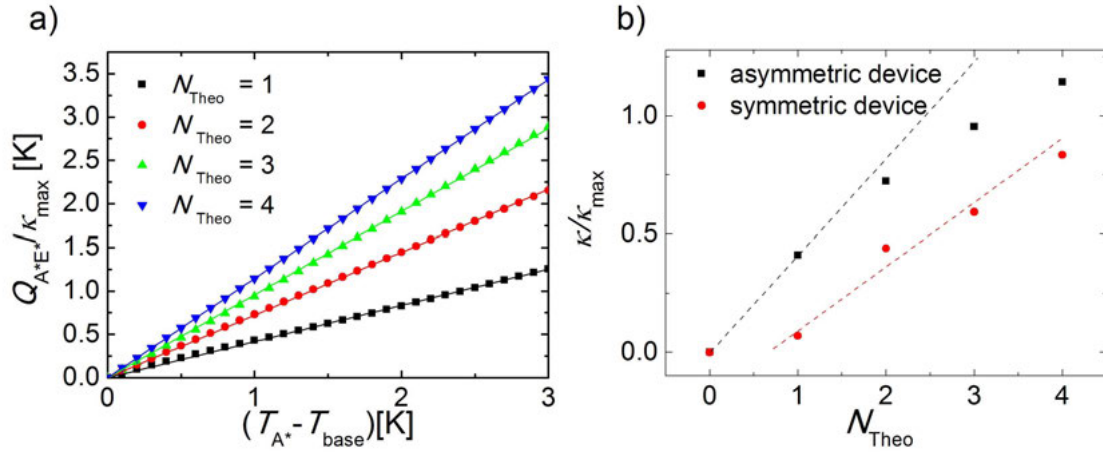 a)
Q_A*E*/κ_max [K]
3.5
3.0
2.5
2.0
1.5
1.0
0.5
0.0
N_Theo = 1
N_Theo = 2
N_Theo = 3
N_Theo = 4
0 1 2 3
(T_A*-T_base)[K]
b)
κ/κ_max
1.0
0.5
0.0
asymmetric device
symmetric device
0 1 2 3 4
N_Theo